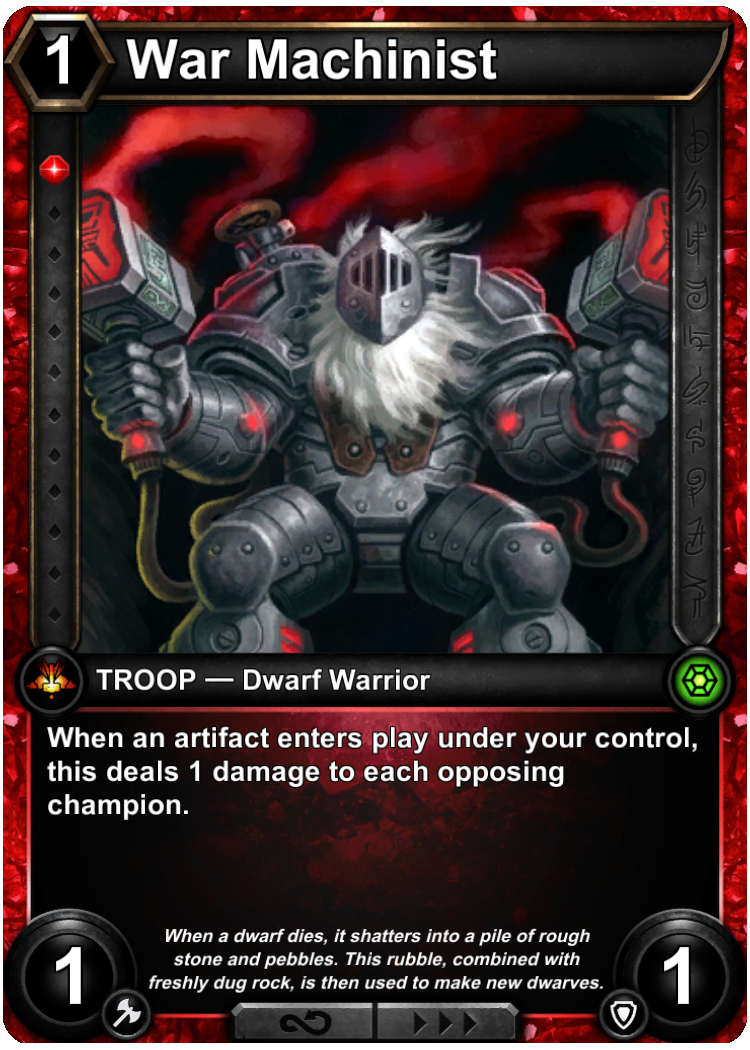 1
War Machinist
TROOP — Dwarf Warrior
When an artifact enters play under your control,
this deals 1 damage to each opposing
champion.
When a dwarf dies, it shatters into a pile of rough
stone and pebbles. This rubble, combined with
freshly dug rock, is then used to make new dwarves.
1
1